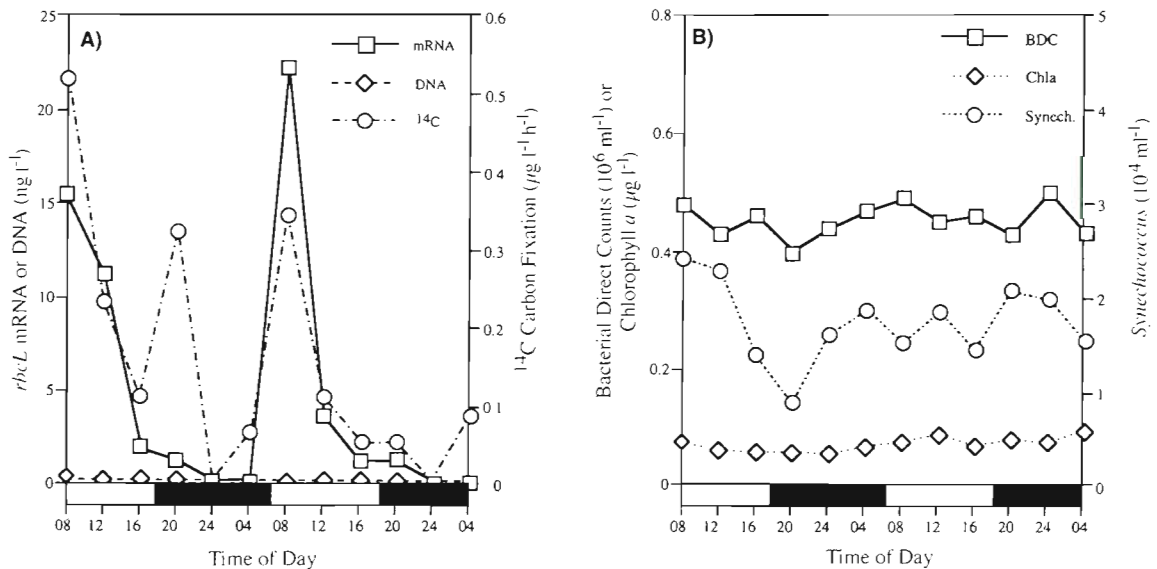 A)
mRNA
DNA
14C
rbcL mRNA or DNA (ng l-1)
25
20
15
10
5
0
14C Carbon Fixation (µg l-1 h-1)
0.6
0.5
0.4
0.3
0.2
0 1
0
08 12 16 20 24 04 08 12 16 20 24 04
Time of Day
B)
BDC
Chla
Synech.
Bacterial Direct Counts (10^6 ml-1) or
Chlorophyll a (µg l-1)
0.8
0.6
0.4
0.2
0
Synechococcus (10^4 ml-1)
5
4
3
2
1
0
08 12 16 20 24 04 08 12 16 20 24 04
Time of Day